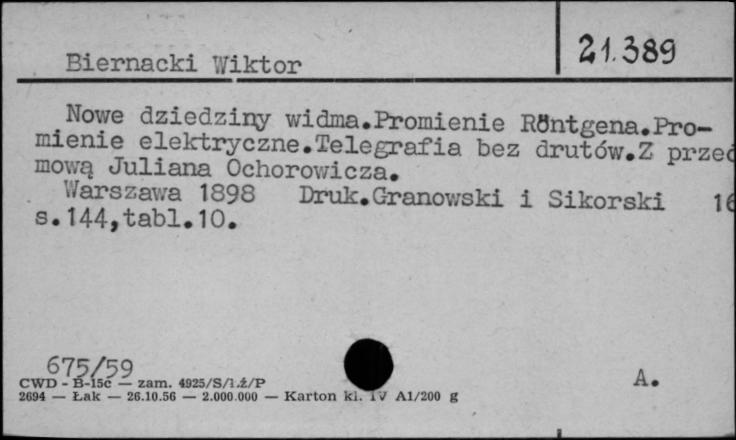 Biernacki Wiktor 21.389
Nowe dziedziny widma.Promienie Röntgena.Pro-
mienie elektryczne.Telegrafia bez drutów.Z przed
mową Juliana Ochorowicza.
Warszawa 1898 Druk.Granowski i Sikorski 16
s.144,tabl.10.
675/59
CWD - B-15c — zam. 4925/S/Ł.ż/P A.
2694 — Łak — 26.10.56 — 2.000.000 — Karton kl. IV A1/200 g